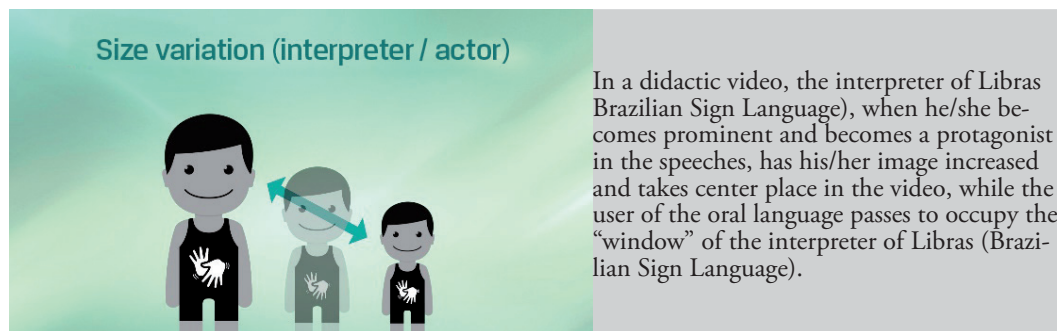 Size variation (interpreter / actor)
In a didactic video, the interpreter of Libras
Brazilian Sign Language), when he/she be-
comes prominent and becomes a protagonist
in the speeches, has his/her image increased
and takes center place in the video, while the
user of the oral language passes to occupy the
“window” of the interpreter of Libras (Brazi-
lian Sign Language).